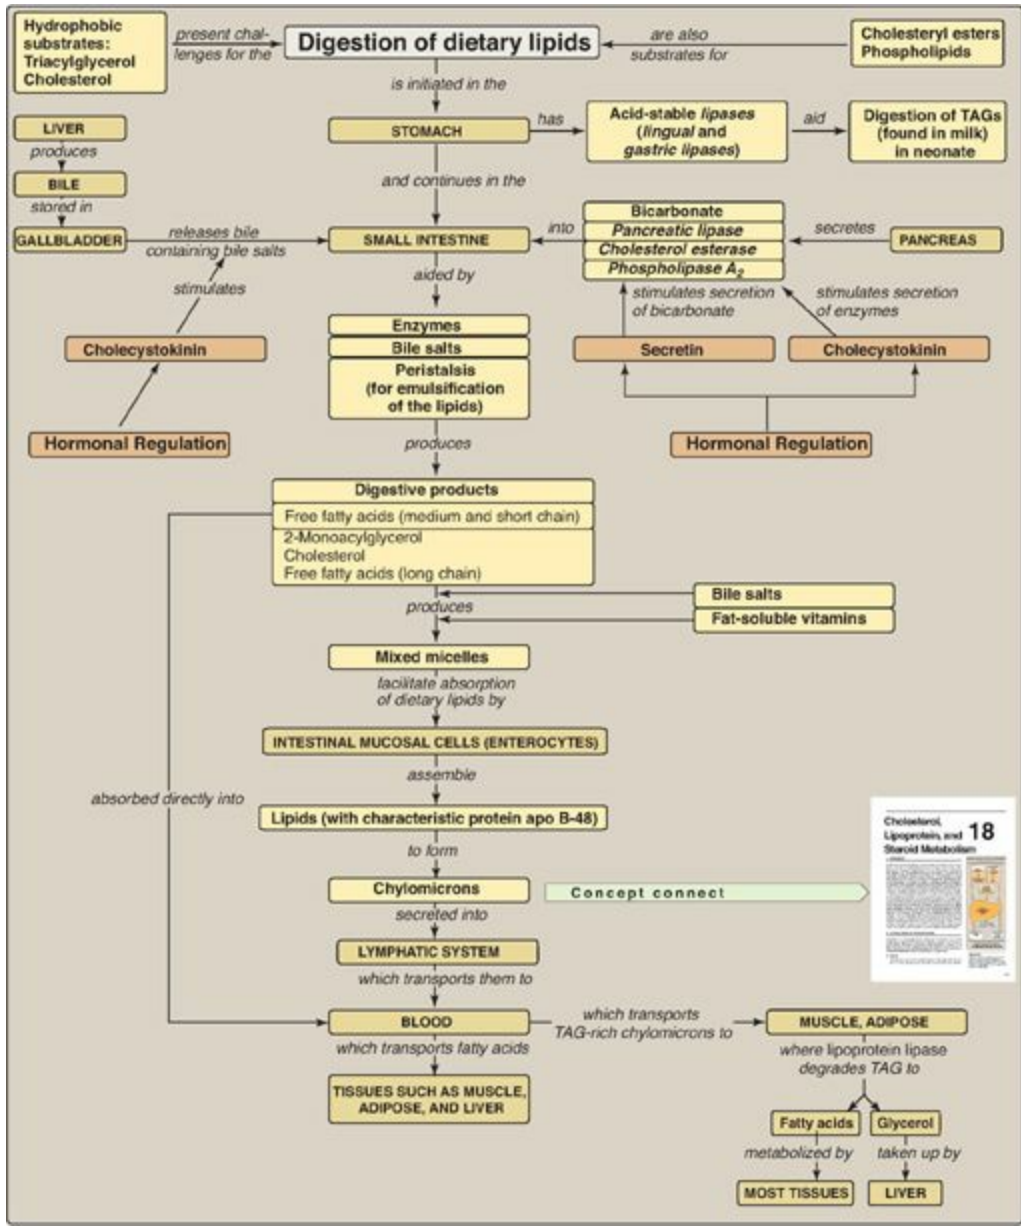 Hydrophobic
substrates:
Triacylglycerol
Cholesterol
present chal-
lenges for the
Digestion of dietary lipids
are also
substrates for
Cholesteryl esters
Phospholipids
is initiated in the
LIVER
produces
BILE
stored in
GALLBLADDER
releases bile
containing bile salts
stimulates
Cholecystokinin
Hormonal Regulation
STOMACH
has
Acid-stable lipases
(lingual and
gastric lipases)
aid
Digestion of TAGs
(found in milk)
in neonate
and continues in the
SMALL INTESTINE
into
Bicarbonate
Pancreatic lipase
Cholesterol esterase
Phospholipase A2
secretes
PANCREAS
stimulates secretion
of bicarbonate
stimulates secretion
of enzymes
Secretin
Cholecystokinin
Hormonal Regulation
aided by
Enzymes
Bile salts
Peristalsis
(for emulsification
of the lipids)
produces
Digestive products
Free fatty acids (medium and short chain)
2-Monoacylglycerol
Cholesterol
Free fatty acids (long chain)
produces
Bile salts
Fat-soluble vitamins
Mixed micelles
facilitate absorption
of dietary lipids by
INTESTINAL MUCOSAL CELLS (ENTEROCYTES)
assemble
absorbed directly into
Lipids (with characteristic protein apo B-48)
to form
Chylomicrons
Concept connect
Cholesterol,
Lipoprotein, and 18
Steroid Metabolism
secreted into
LYMPHATIC SYSTEM
which transports them to
BLOOD
which transports
TAG-rich chylomicrons to
MUSCLE, ADIPOSE
which transports fatty acids
TISSUES SUCH AS MUSCLE,
ADIPOSE, AND LIVER
where lipoprotein lipase
degrades TAG to
Fatty acids
Glycerol
metabolized by
taken up by
MOST TISSUES
LIVER